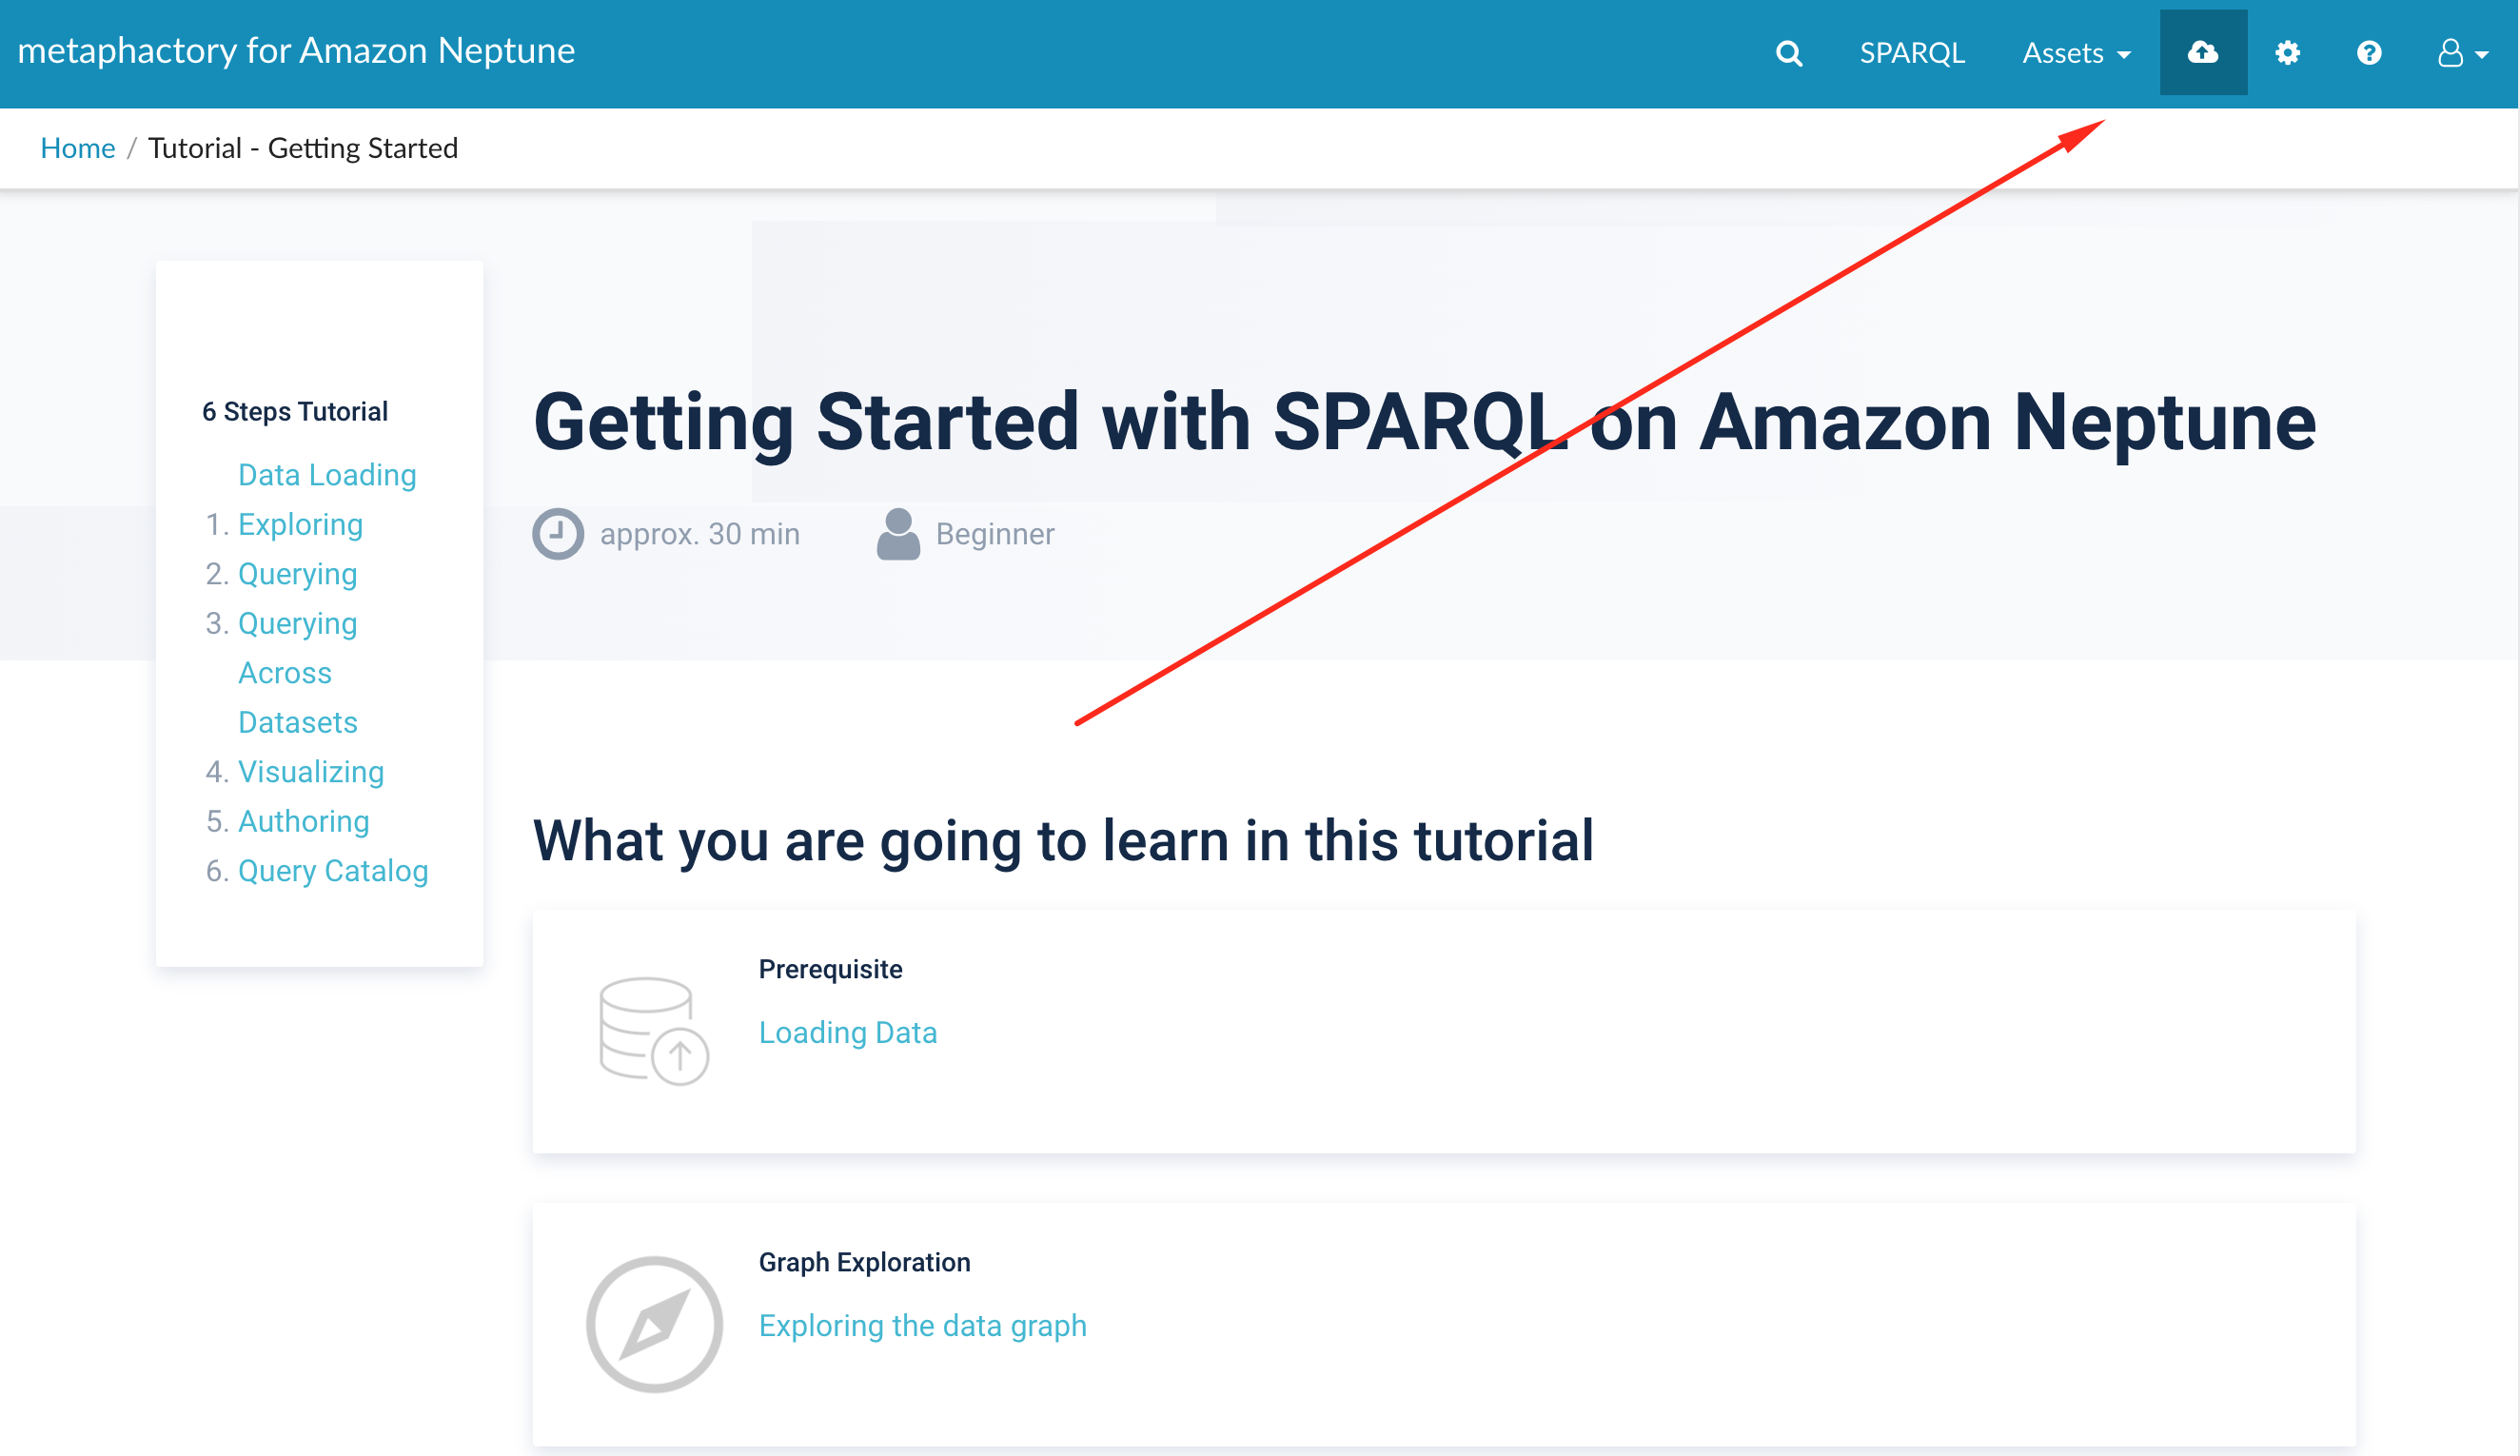 metaphactory for Amazon Neptune
SPARQL
Assets
Home / Tutorial - Getting Started
6 Steps Tutorial
Data Loading
1. Exploring
2. Querying
3. Querying
Across
Datasets
4. Visualizing
5. Authoring
6. Query Catalog
Getting Started with SPARQL on Amazon Neptune
approx. 30 min
Beginner
What you are going to learn in this tutorial
Prerequisite
Loading Data
Graph Exploration
Exploring the data graph